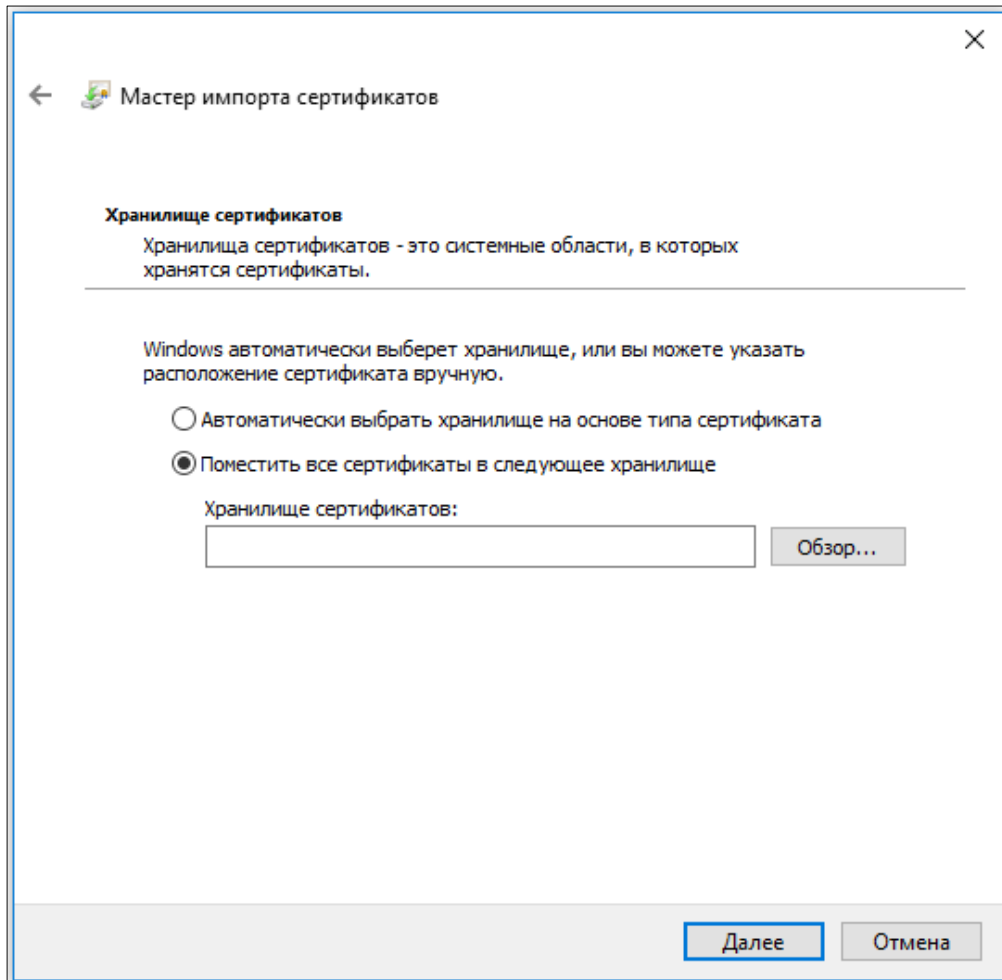 Мастер импорта сертификатов
Хранилище сертификатов
Хранилища сертификатов - это системные области, в которых
хранятся сертификаты.
Windows автоматически выберет хранилище, или вы можете указать
расположение сертификата вручную.
Автоматически выбрать хранилище на основе типа сертификата
Поместить все сертификаты в следующее хранилище
Хранилище сертификатов:
Обзор...
Далее
Отмена